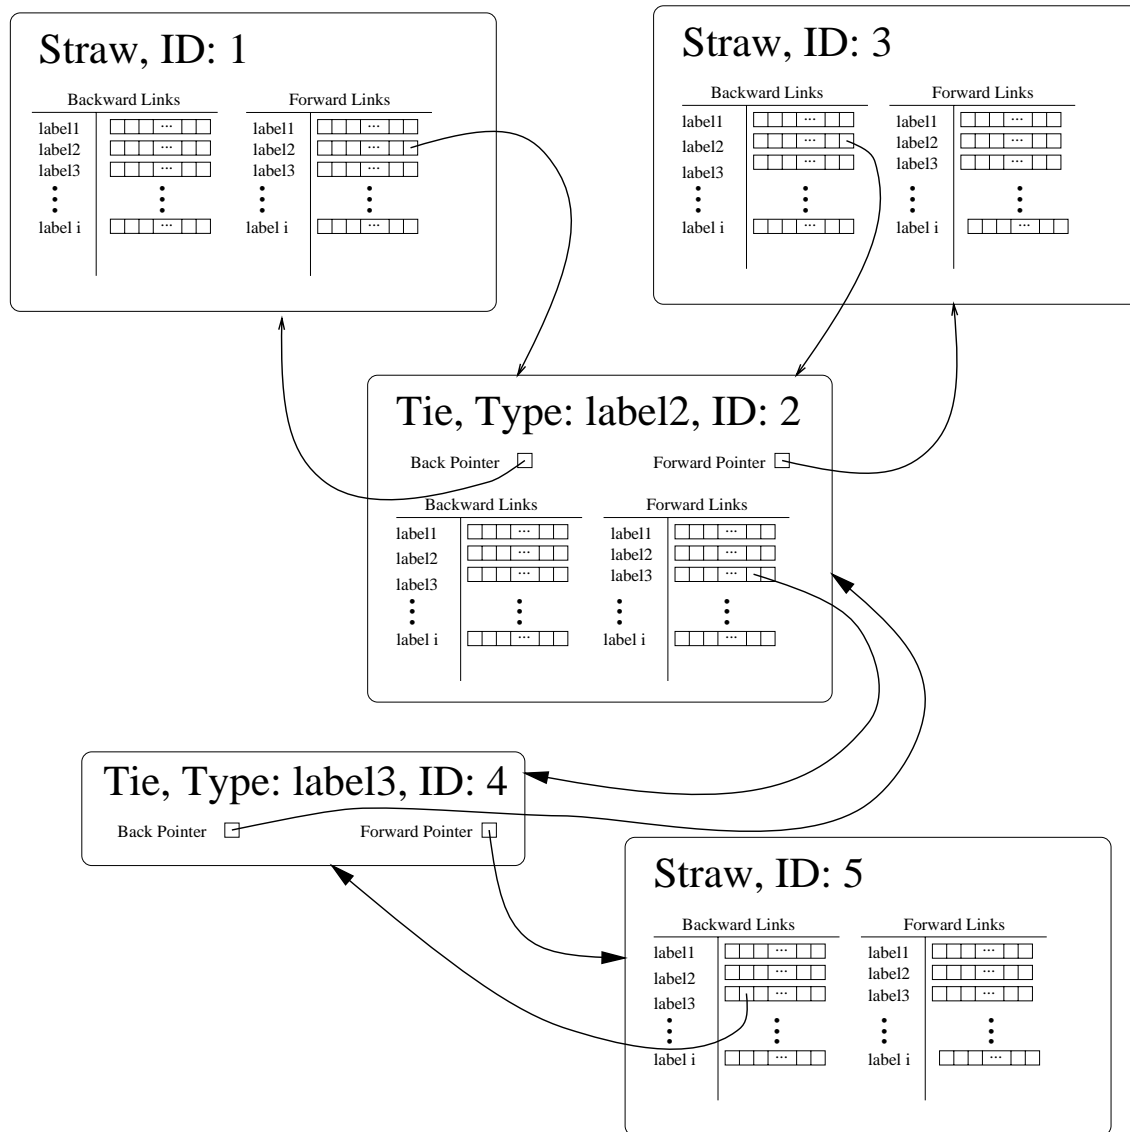 Straw, ID: 1
Backward Links Forward Links
label1 ... label1 ...
label2 ... label2 ...
label3 ... label3 ...
label i ... label i ...
Straw, ID: 3
Backward Links Forward Links
label1 ... label1 ...
label2 ... label2 ...
label3 ... label3 ...
label i ... label i ...
Tie, Type: label2, ID: 2
Back Pointer Forward Pointer
Backward Links Forward Links
label1 ... label1 ...
label2 ... label2 ...
label3 ... label3 ...
label i ... label i ...
Tie, Type: label3, ID: 4
Back Pointer Forward Pointer
Straw, ID: 5
Backward Links Forward Links
label1 ... label1 ...
label2 ... label2 ...
label3 ... label3 ...
label i ... label i ...